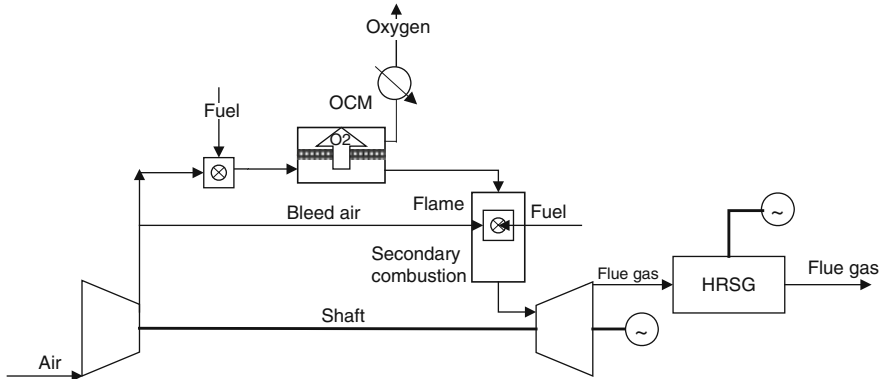 Oxygen
OCM
Fuel
O2
Bleed air
Flame
Fuel
Secondary
combustion
Flue gas
HRSG
Flue gas
~
Shaft
~
Air